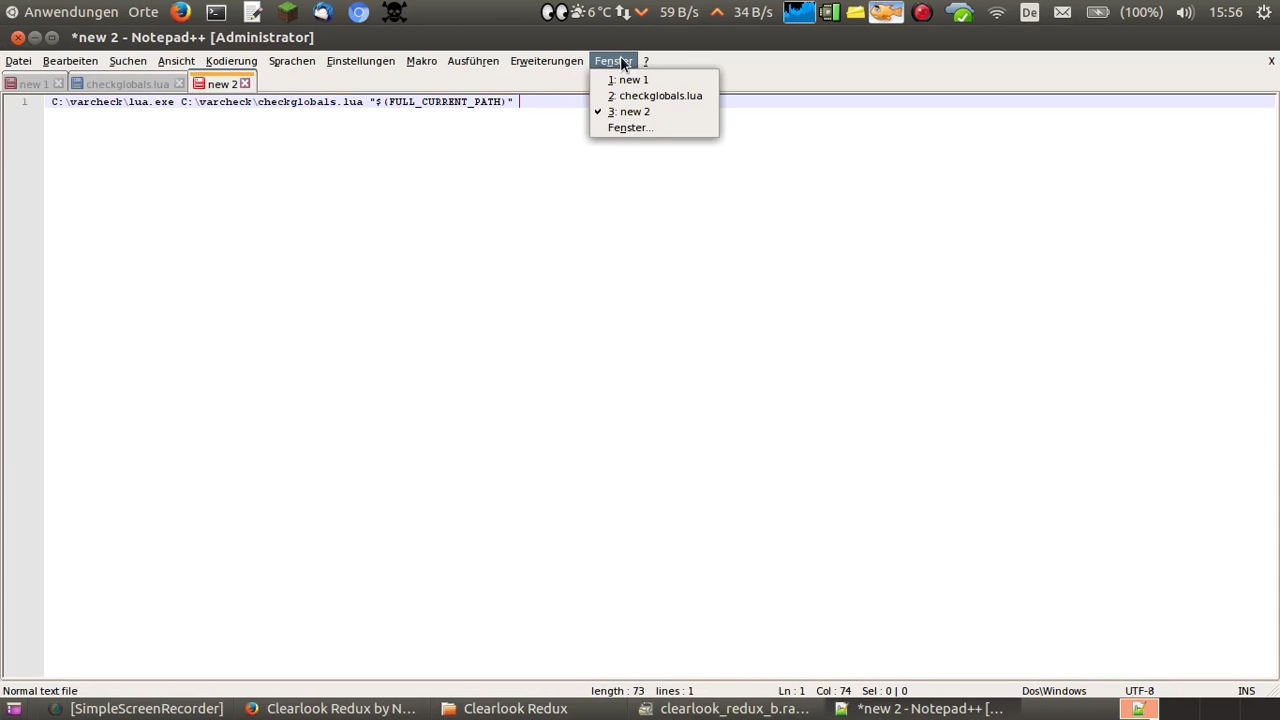 Anwendungen Orte 6 °C 59 B/s 34 B/s De (100%) 15:56
*new 2 - Notepad++ [Administrator]
Datei Bearbeiten Suchen Ansicht Kodierung Sprachen Einstellungen Makro Ausführen Erweiterungen Fenster ? X
new 1 checkglobals.lua new 2
1: new 1
2: checkglobals.lua
3: new 2
Fenster...
1 C:\varcheck\lua.exe C:\varcheck\checkglobals.lua "$(FULL_CURRENT_PATH)"
Normal text file length : 73 lines : 1 Ln : 1 Col : 74 Sel : 0 | 0 Dos\Windows UTF-8 INS
[SimpleScreenRecorder] Clearlook Redux by N... Clearlook Redux clearlook_redux_b.ra... *new 2 - Notepad++ [...